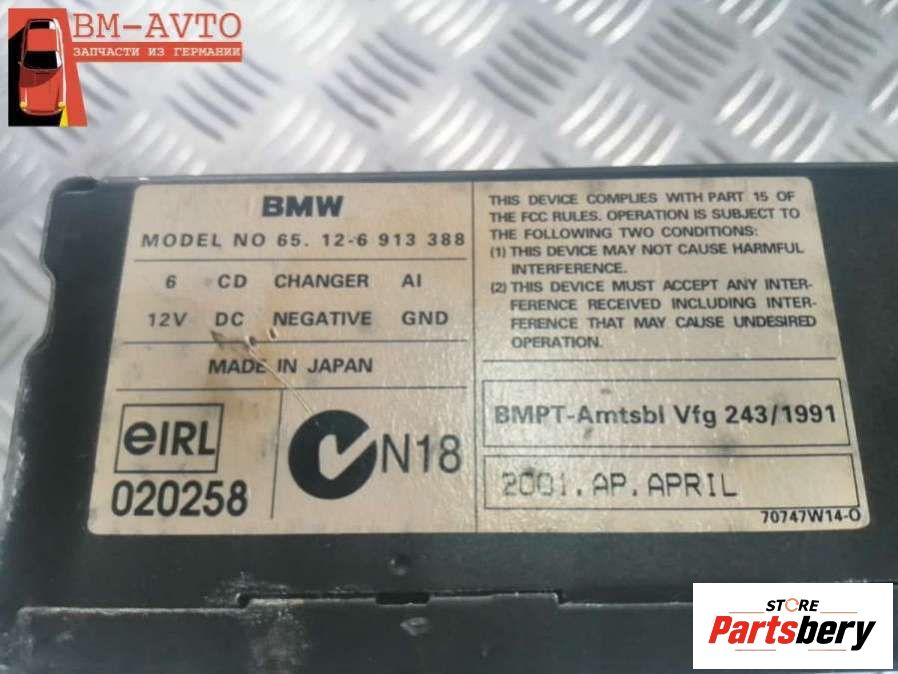 ВМ-AVTO
ЗАПЧАСТИ ИЗ ГЕРМАНИИ
BMW
MODEL NO 65. 12-6 913 388
6 CD CHANGER AI
12V DC NEGATIVE GND
MADE IN JAPAN
eIRL
020258
N18
THIS DEVICE COMPLIES WITH PART 15 OF
THE FCC RULES. OPERATION IS SUBJECT TO
THE FOLLOWING TWO CONDITIONS:
(1) THIS DEVICE MAY NOT CAUSE HARMFUL
INTERFERENCE.
(2) THIS DEVICE MUST ACCEPT ANY INTER-
FERENCE RECEIVED INCLUDING INTER-
FERENCE THAT MAY CAUSE UNDESIRED
OPERATION.
BMPT-Amtsbl Vfg 243/1991
2001.AP.APRIL
70747W14-O
STORE
Partsbery